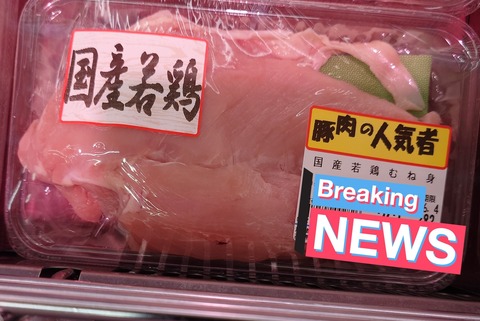 国産若鶏
豚肉の人気者
国産若鶏むね身
Breaking
NEWS